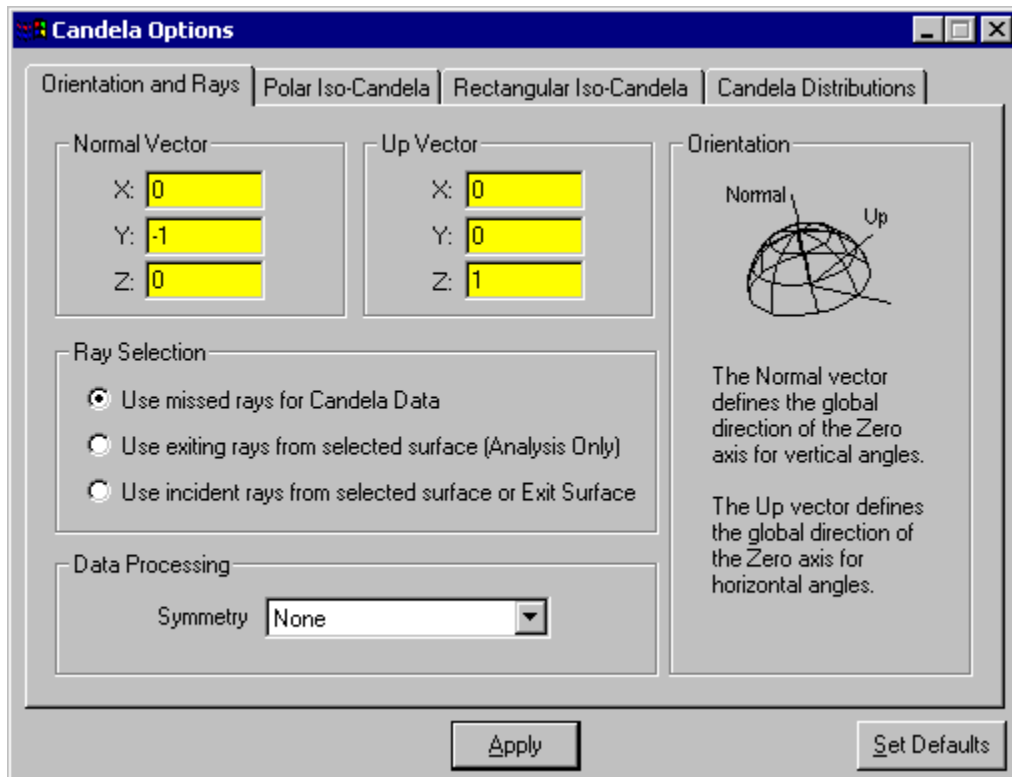 Candela Options
Orientation and Rays
Polar Iso-Candela
Rectangular Iso-Candela
Candela Distributions
Normal Vector
X: 0
Y: -1
Z: 0
Up Vector
X: 0
Y: 0
Z: 1
Orientation
Normal
Up
The Normal vector
defines the global
direction of the Zero
axis for vertical angles.
The Up vector defines
the global direction of
the Zero axis for
horizontal angles.
Ray Selection
Use missed rays for Candela Data
Use exiting rays from selected surface (Analysis Only)
Use incident rays from selected surface or Exit Surface
Data Processing
Symmetry None
Apply
Set Defaults